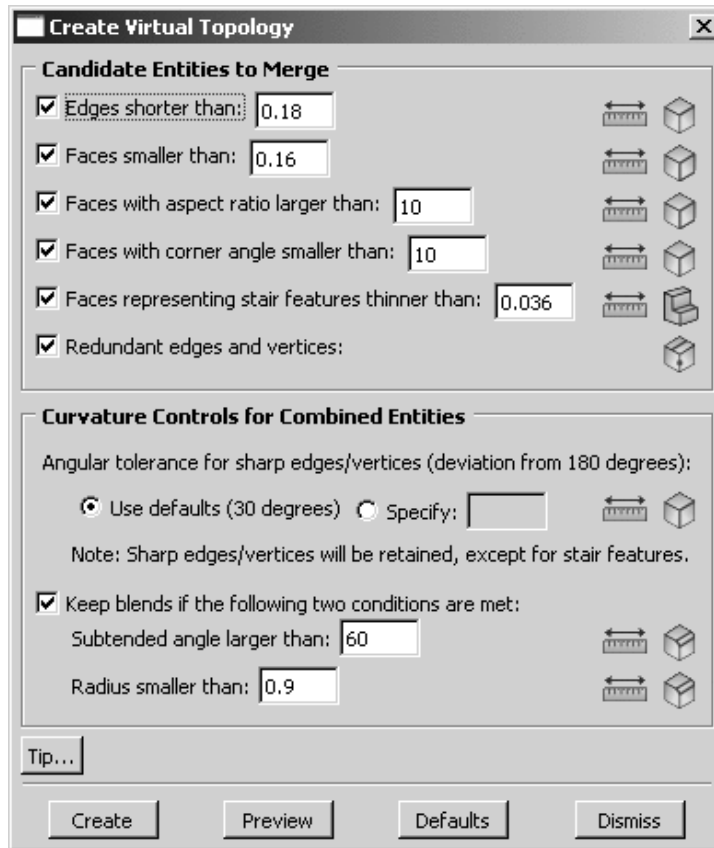 Create Virtual Topology
Candidate Entities to Merge
Edges shorter than: 0.18
Faces smaller than: 0.16
Faces with aspect ratio larger than: 10
Faces with corner angle smaller than: 10
Faces representing stair features thinner than: 0.036
Redundant edges and vertices:
Curvature Controls for Combined Entities
Angular tolerance for sharp edges/vertices (deviation from 180 degrees):
Use defaults (30 degrees) Specify:
Note: Sharp edges/vertices will be retained, except for stair features.
Keep blends if the following two conditions are met:
Subtended angle larger than: 60
Radius smaller than: 0.9
Tip...
Create Preview Defaults Dismiss